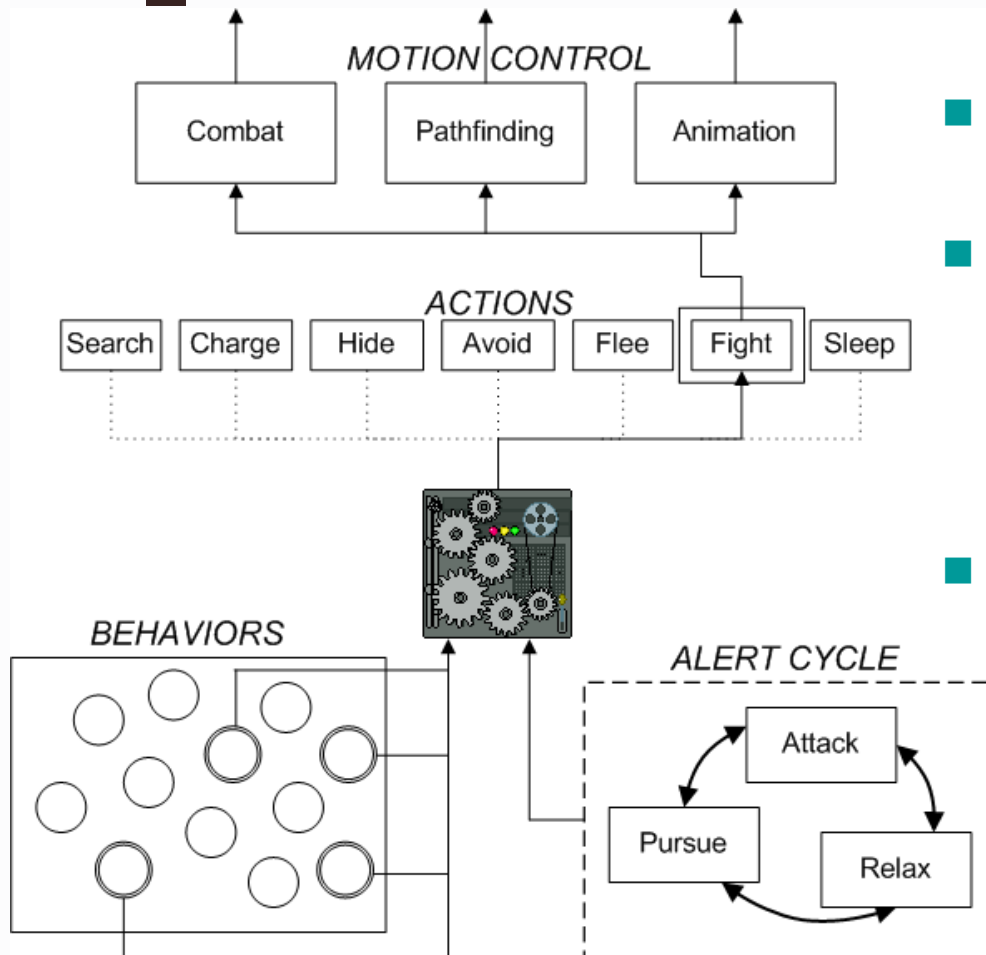 MOTION CONTROL
Combat
Pathfinding
Animation
ACTIONS
Search
Charge
Hide
Avoid
Flee
Fight
Sleep
BEHAVIORS
ALERT CYCLE
Attack
Pursue
Relax